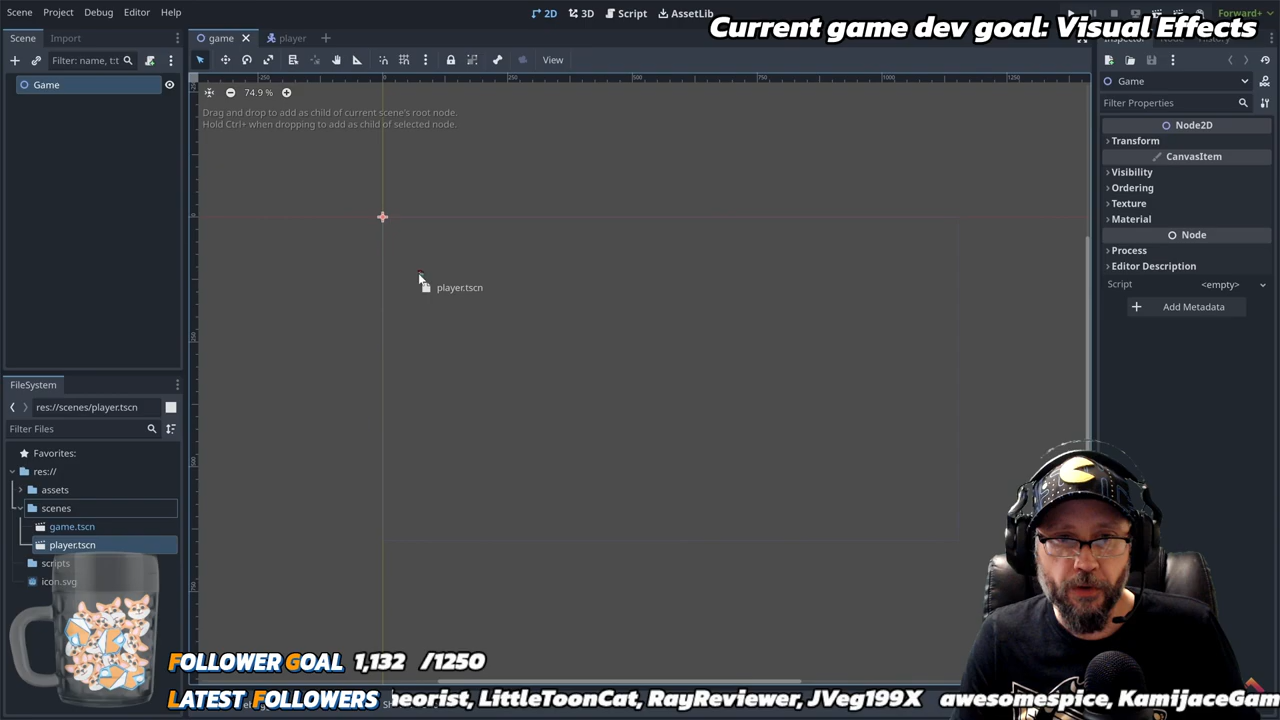 Scene Project Debug Editor Help
2D 3D Script AssetLib
Forward+
Current game dev goal: Visual Effects
Scene Import
game player
Filter: name, t:t
View
Game
74.9 %
Drag and drop to add as child of current scene's root node.
Hold Ctrl+ when dropping to add as child of selected node.
player.tscn
Game
Filter Properties
Node2D
Transform
CanvasItem
Visibility
Ordering
Texture
Material
Node
Process
Editor Description
Script <empty>
Add Metadata
FileSystem
res://scenes/player.tscn
Filter Files
Favorites:
res://
assets
scenes
game.tscn
player.tscn
scripts
icon.svg
FOLLOWER GOAL 1,132 /1250
LATEST FOLLOWERS heorist, LittleToonCat, RayReviewer, JVeg199X awesomespice, KamijaceGam